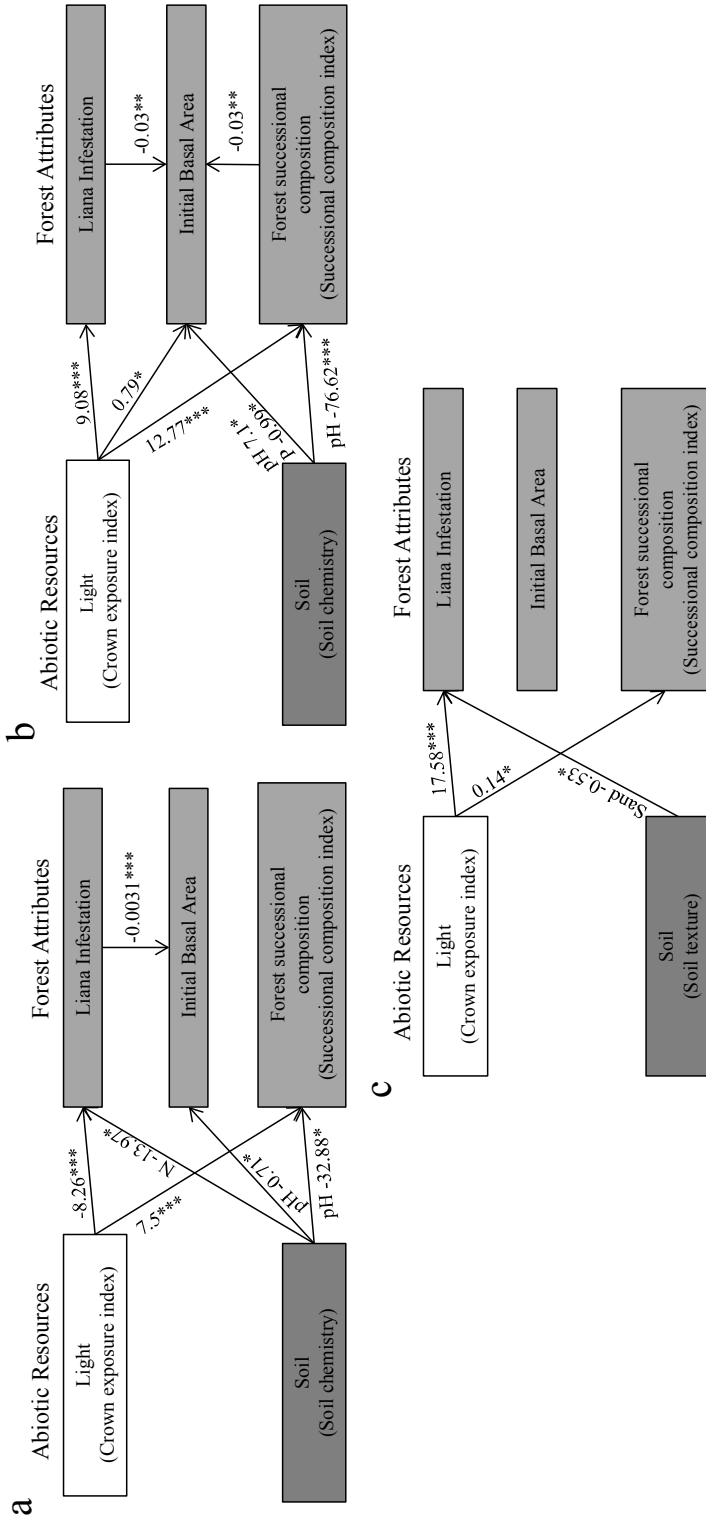 a
Abiotic Resources
Forest Attributes
Light
(Crown exposure index)
Soil
(Soil chemistry)
-8.26***
7.5***
N -13.97*
pH -0.71*
pH -32.88*
Liana Infestation
-0.0031***
Initial Basal Area
Forest successional
composition
(Successional composition index)
b
Abiotic Resources
Forest Attributes
Light
(Crown exposure index)
Soil
(Soil chemistry)
9.08***
0.79*
12.77***
pH 7.1*
P -0.99*
pH -76.62***
Liana Infestation
-0.03**
Initial Basal Area
-0.03**
Forest successional
composition
(Successional composition index)
c
Abiotic Resources
Forest Attributes
Light
(Crown exposure index)
Soil
(Soil texture)
17.58***
0.14*
Sand -0.53*
Liana Infestation
Initial Basal Area
Forest successional
composition
(Successional composition index)